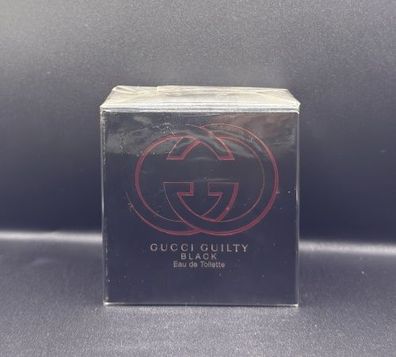 GUCCI GUILTY
BLACK
Eau de Toilette